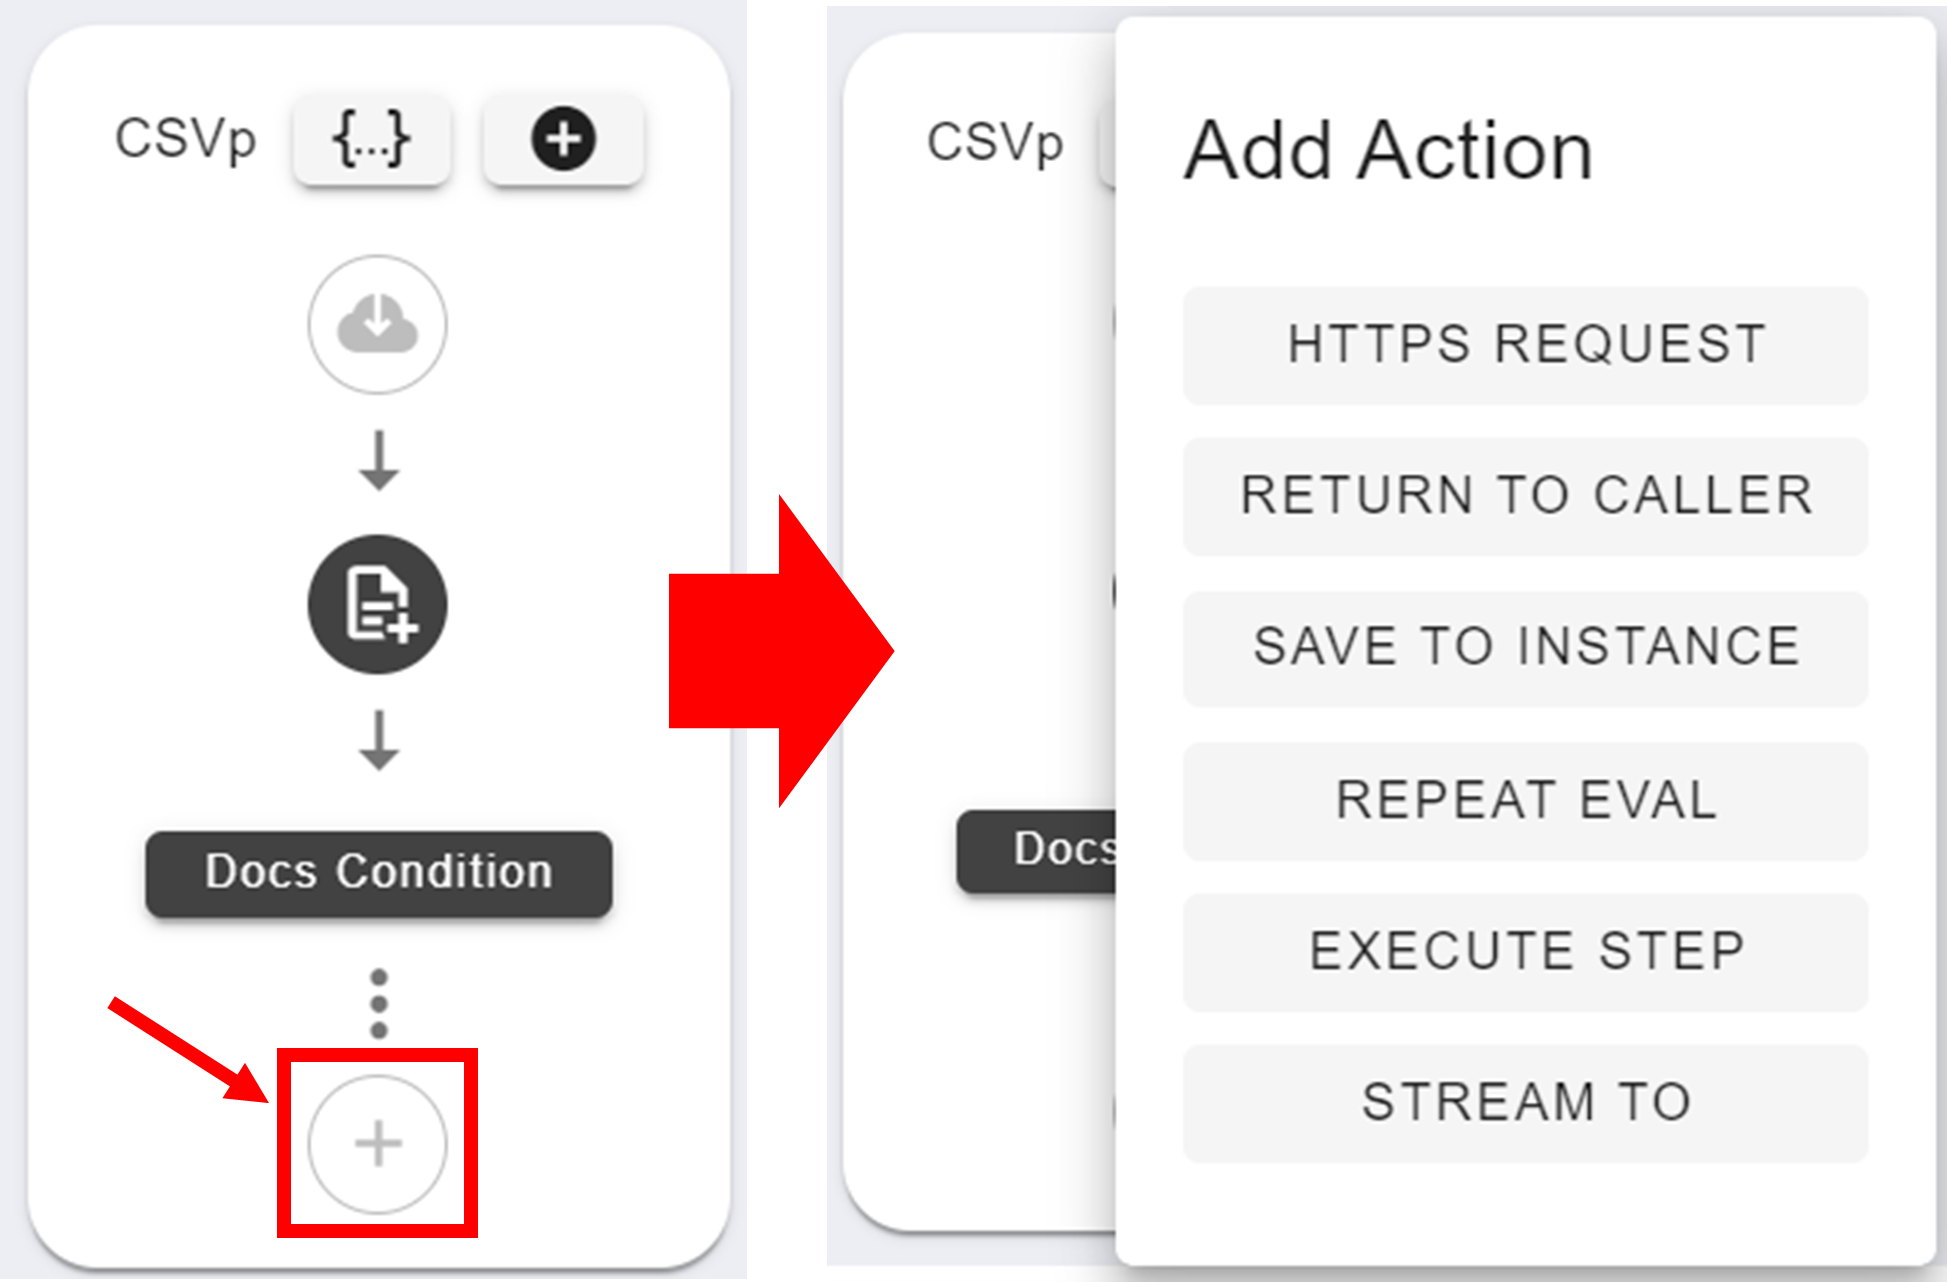 CSVp {...}
Docs Condition
CSVp
Docs
Add Action
HTTPS REQUEST
RETURN TO CALLER
SAVE TO INSTANCE
REPEAT EVAL
EXECUTE STEP
STREAM TO